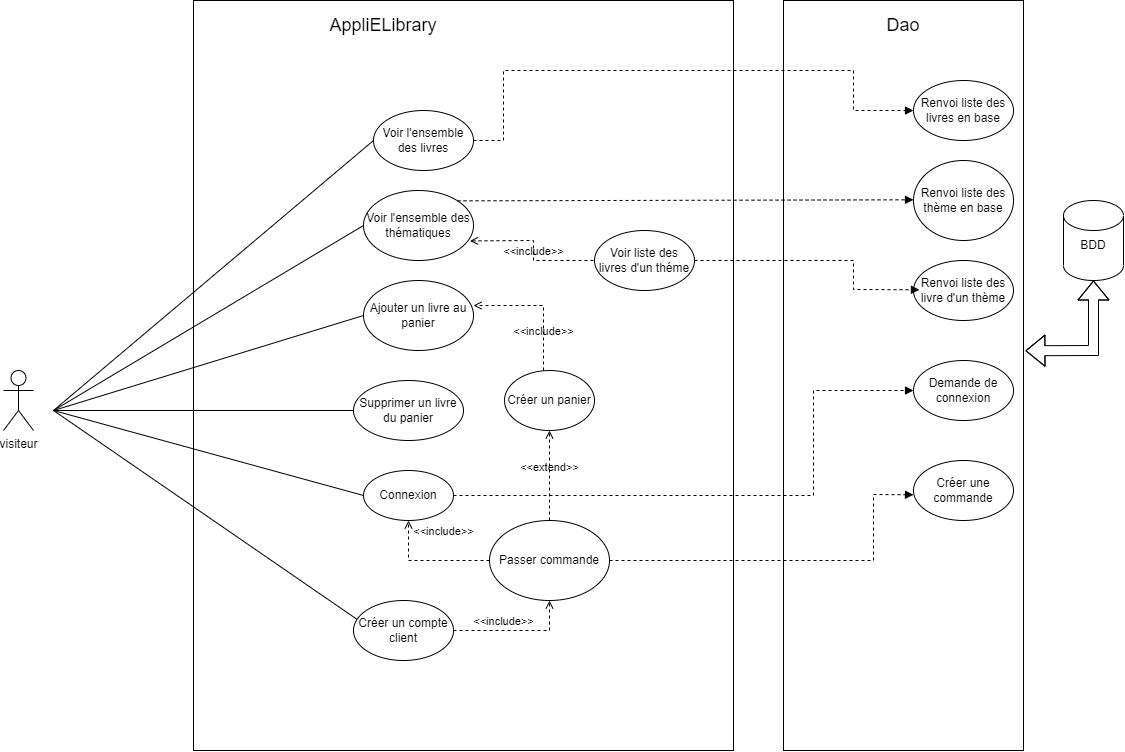 AppliELibrary
Dao
Renvoi liste des
livres en base
Voir l'ensemble
des livres
Renvoi liste des
thème en base
Voir l'ensemble des
thématiques
BDD
<<include>>
Voir liste des
livres d'un thème
Renvoi liste des
livre d'un thème
Ajouter un livre au
panier
<<include>>
Créer un panier
Demande de
connexion
Supprimer un livre
du panier
visiteur
<<extend>>
Connexion
Créer une
commande
<<include>>
Passer commande
<<include>>
Créer un compte
client